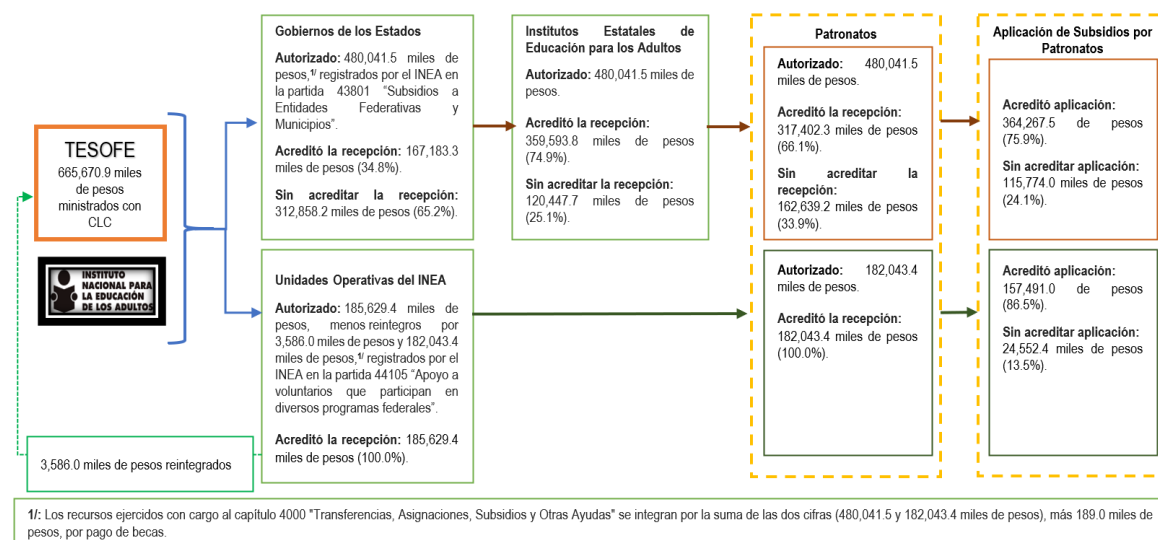 TESOFE
665,670.9 miles
de pesos
ministrados con
CLC
INSTITUTO
NACIONAL PARA
LA EDUCACIÓN
DE LOS ADULTOS
3,586.0 miles de pesos reintegrados
Gobiernos de los Estados
Autorizado: 480,041.5 miles de
pesos,1/ registrados por el INEA en
la partida 43801 “Subsidios a
Entidades Federativas y
Municipios”.
Acreditó la recepción: 167,183.3
miles de pesos (34.8%).
Sin acreditar la recepción:
312,858.2 miles de pesos (65.2%).
Unidades Operativas del INEA
Autorizado: 185,629.4 miles de
pesos, menos reintegros por
3,586.0 miles de pesos y 182,043.4
miles de pesos,1/ registrados por el
INEA en la partida 44105 “Apoyo a
voluntarios que participan en
diversos programas federales”.
Acreditó la recepción: 185,629.4
miles de pesos (100.0%).
Institutos Estatales de
Educación para los Adultos
Autorizado: 480,041.5 miles de
pesos.
Acreditó la recepción:
359,593.8 miles de pesos
(74.9%).
Sin acreditar la recepción:
120,447.7 miles de pesos
(25.1%).
Patronatos
Autorizado: 480,041.5
miles de pesos.
Acreditó la recepción:
317,402.3 miles de pesos
(66.1%).
Sin acreditar la
recepción:
162,639.2 miles de pesos
(33.9%).
Autorizado: 182,043.4
miles de pesos.
Acreditó la recepción:
182,043.4 miles de pesos
(100.0%).
Aplicación de Subsidios por
Patronatos
Acreditó aplicación:
364,267.5 de pesos
(75.9%).
Sin acreditar aplicación:
115,774.0 miles de pesos
(24.1%).
Acreditó aplicación:
157,491.0 de pesos
(86.5%).
Sin acreditar aplicación:
24,552.4 miles de pesos
(13.5%).
1/: Los recursos ejercidos con cargo al capítulo 4000 "Transferencias, Asignaciones, Subsidios y Otras Ayudas" se integran por la suma de las dos cifras (480,041.5 y 182,043.4 miles de pesos), más 189.0 miles de
pesos, por pago de becas.